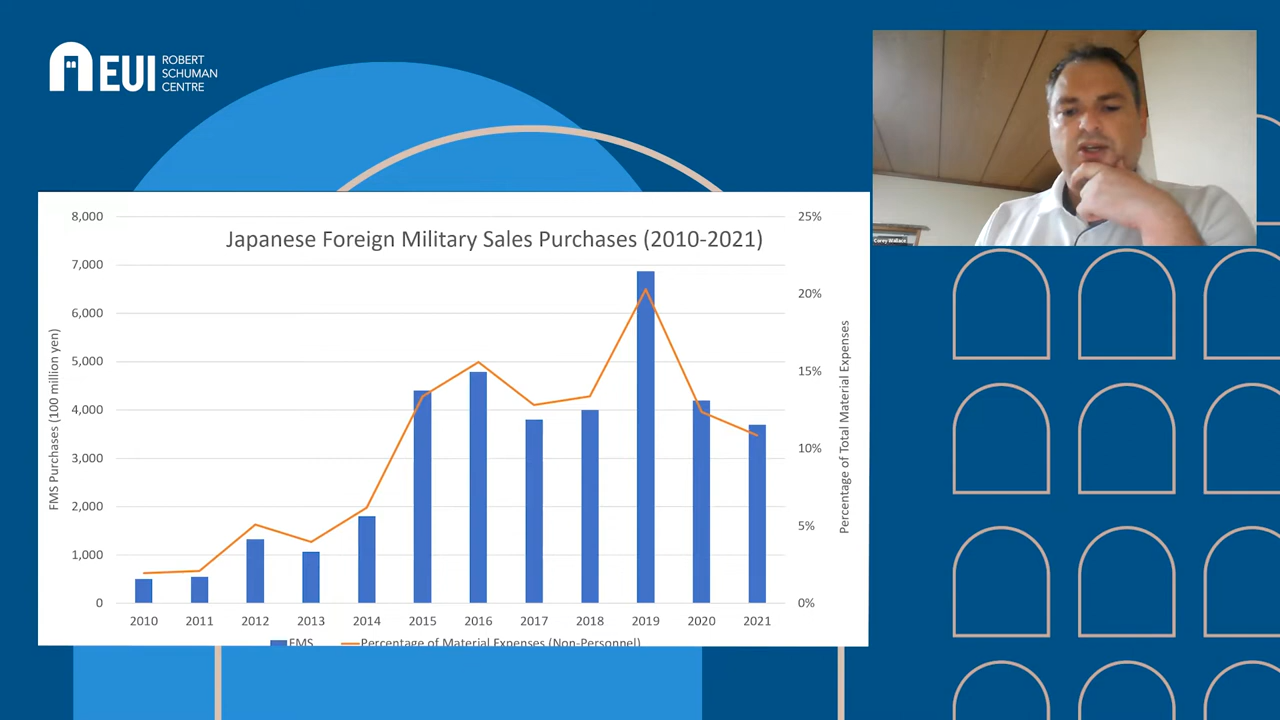 EUI
ROBERT
SCHUMAN
CENTRE
Corey Wallace
Japanese Foreign Military Sales Purchases (2010-2021)
8,000
7,000
6,000
5,000
4,000
3,000
2,000
1,000
0
FMS Purchases (100 million yen)
25%
20%
15%
10%
5%
0%
Percentage of Total Material Expenses
2010 2011 2012 2013 2014 2015 2016 2017 2018 2019 2020 2021
FMS Percentage of Material Expenses (Non-Personnel)